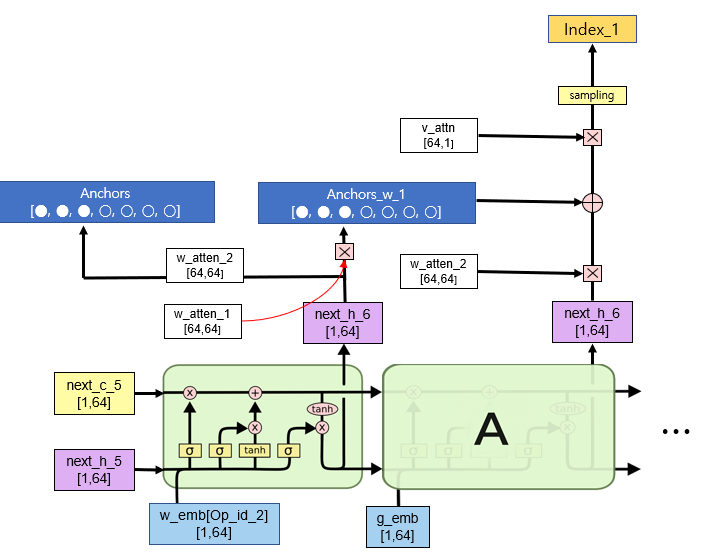 Index_1
sampling
v_attn
[64,1]
Anchors
[●, ●, ●, ○, ○, ○, ○]
Anchors_w_1
[●, ●, ●, ○, ○, ○, ○]
w_atten_2
[64,64]
w_atten_2
[64,64]
w_atten_1
[64,64]
next_h_6
[1,64]
next_h_6
[1,64]
next_c_5
[1,64]
tanh
tanh
A
σ
σ
tanh
σ
...
next_h_5
[1,64]
w_emb[Op_id_2]
[1,64]
g_emb
[1,64]